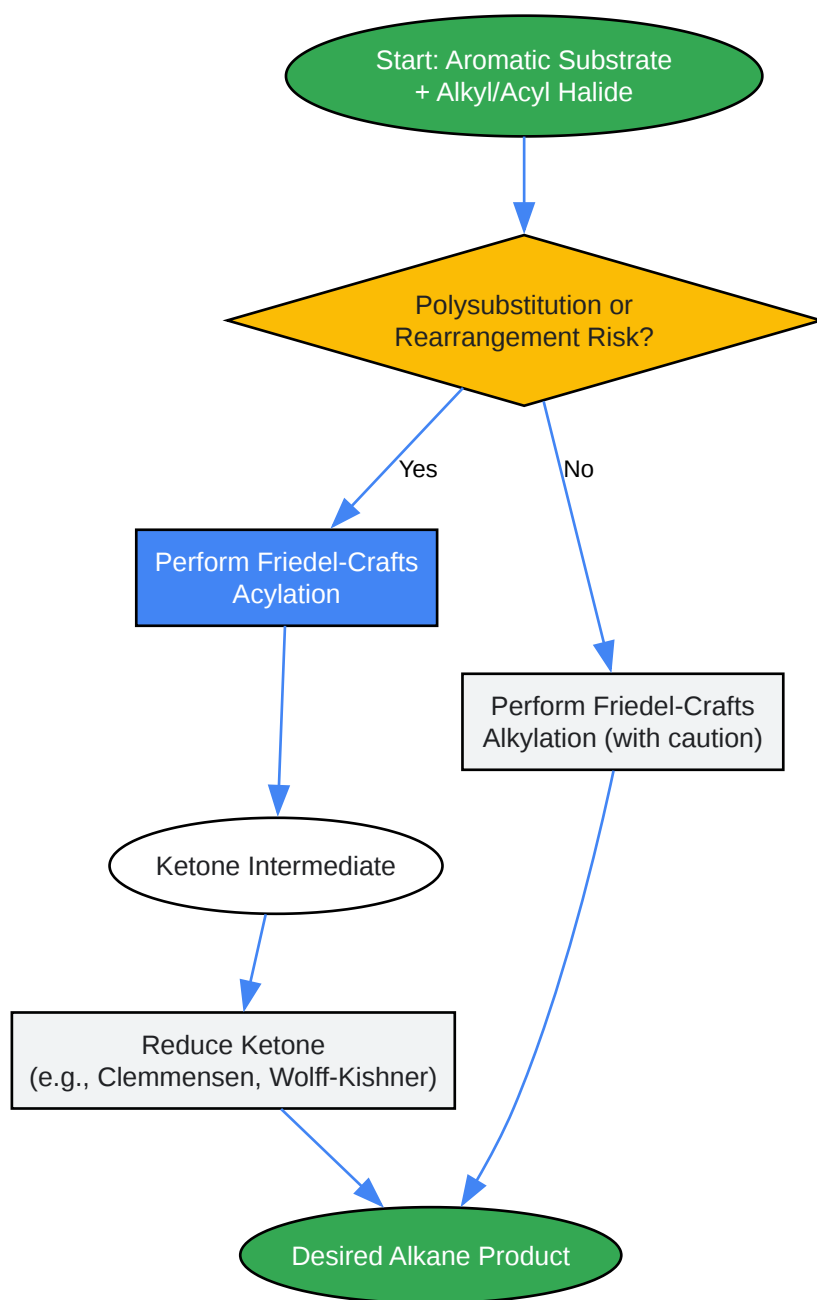 Start: Aromatic Substrate
+ Alkyl/Acyl Halide
Polysubstitution or
Rearrangement Risk?
Yes
No
Perform Friedel-Crafts
Acylation
Perform Friedel-Crafts
Alkylation (with caution)
Ketone Intermediate
Reduce Ketone
(e.g., Clemmensen, Wolff-Kishner)
Desired Alkane Product